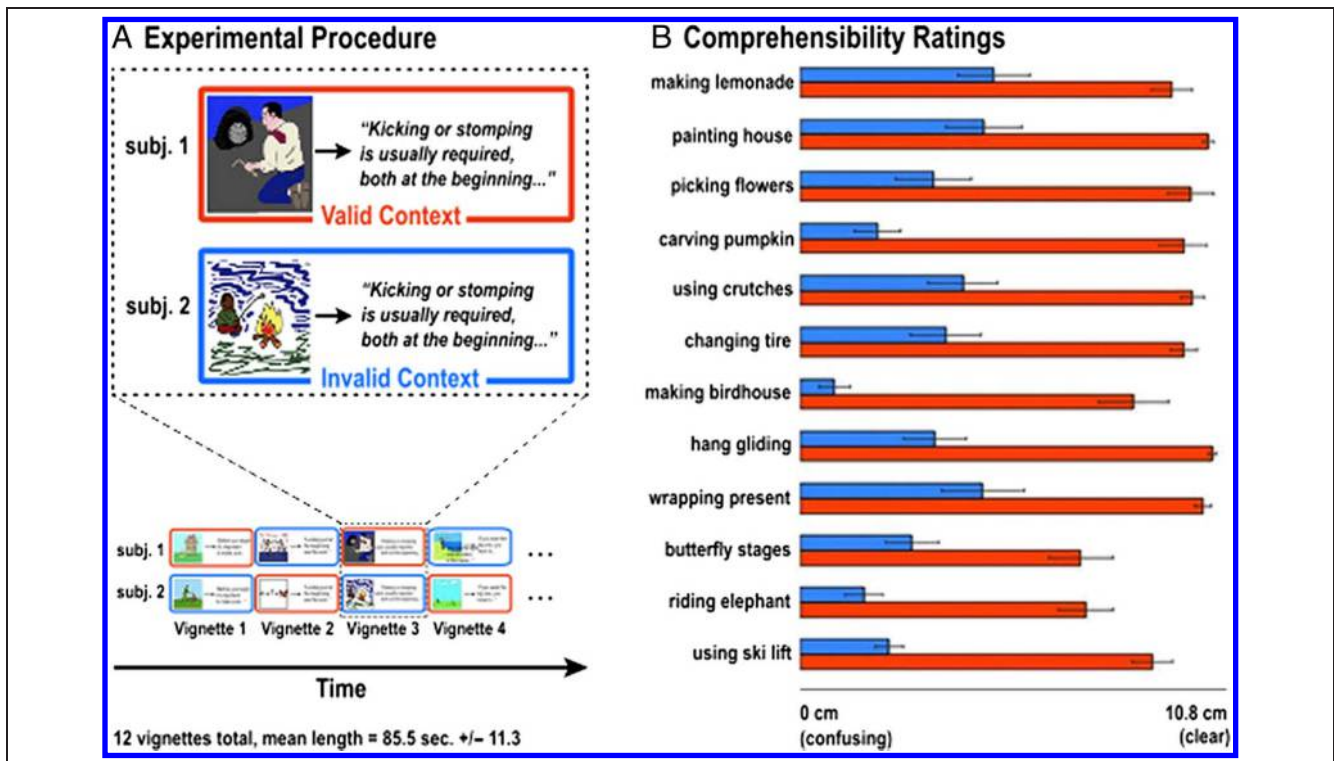 A Experimental Procedure
subj. 1
"Kicking or stomping
is usually required,
both at the beginning..."
Valid Context
subj. 2
"Kicking or stomping
is usually required,
both at the beginning..."
Invalid Context
subj. 1
...
subj. 2
...
Vignette 1 Vignette 2 Vignette 3 Vignette 4
Time
12 vignettes total, mean length = 85.5 sec. +/– 11.3
B Comprehensibility Ratings
making lemonade
painting house
picking flowers
carving pumpkin
using crutches
changing tire
making birdhouse
hang gliding
wrapping present
butterfly stages
riding elephant
using ski lift
0 cm 10.8 cm
(confusing) (clear)